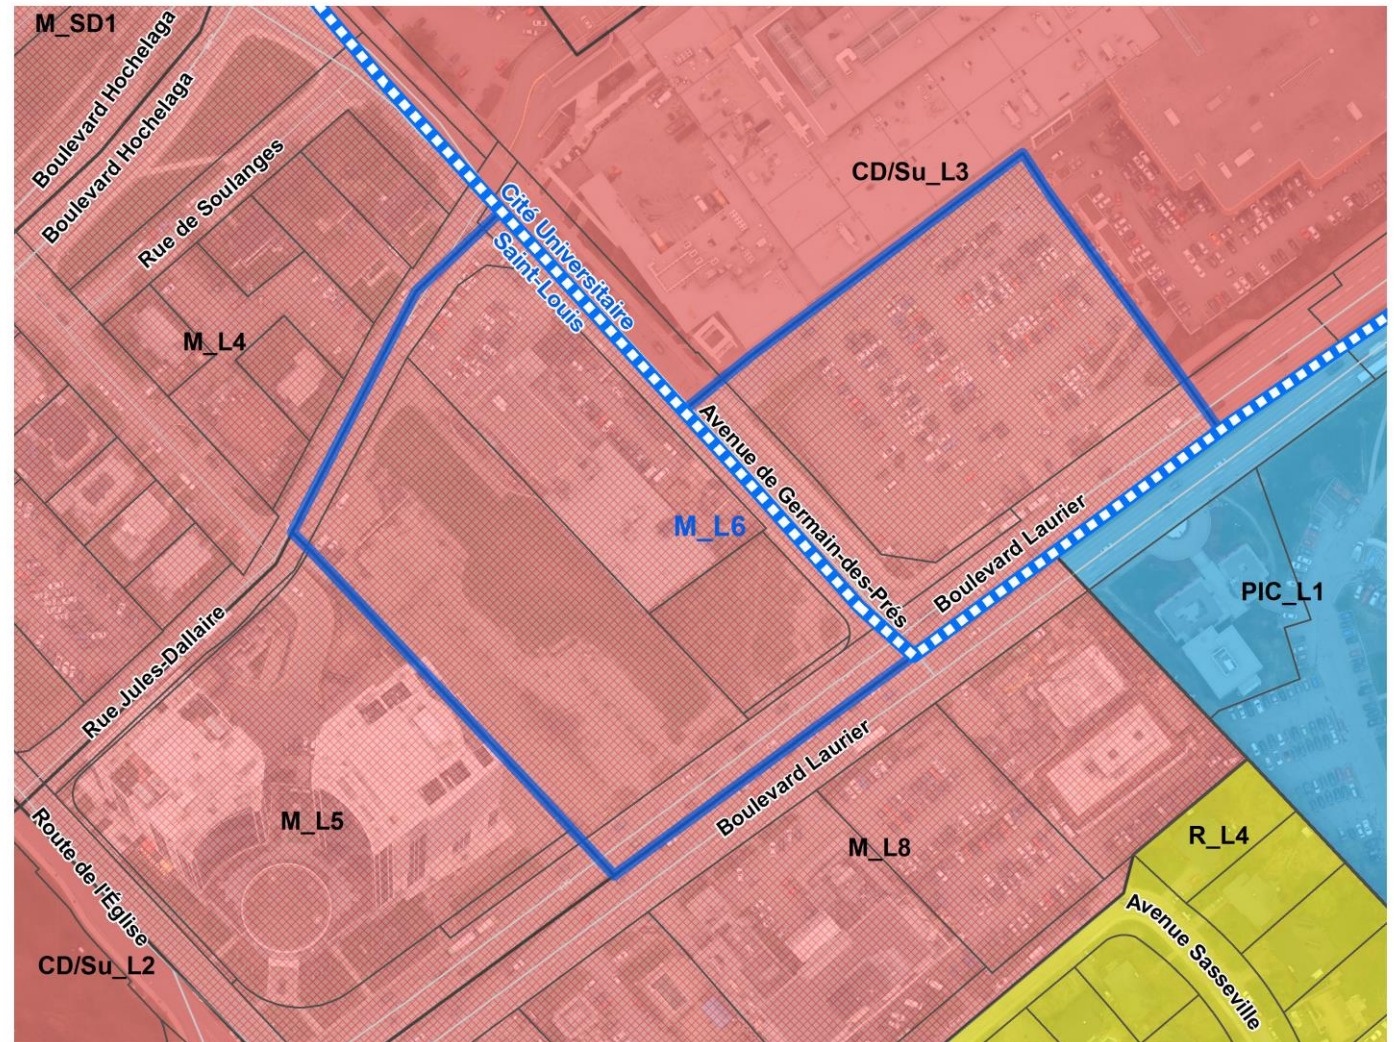 M_SD1
Boulevard Hochelaga
Boulevard Hochelaga
Rue de Soulanges
Cité Universitaire
Saint-Louis
CD/Su_L3
M_L4
Avenue de Germain-des-Prés
M_L6
Boulevard Laurier
PIC_L1
Rue Jules-Dallaire
Boulevard Laurier
M_L5
M_L8
R_L4
Route de l'Église
Avenue Sasseville
CD/Su_L2